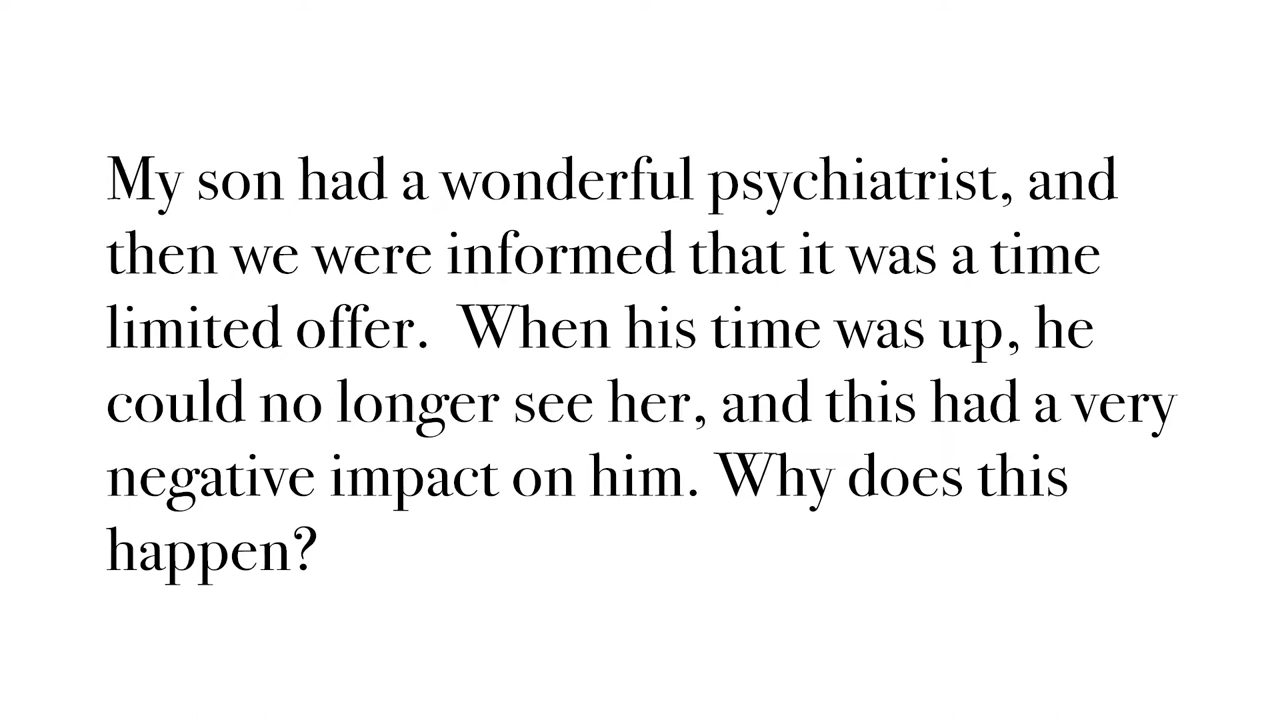 My son had a wonderful psychiatrist, and
then we were informed that it was a time
limited offer.  When his time was up, he
could no longer see her, and this had a very
negative impact on him. Why does this
happen?